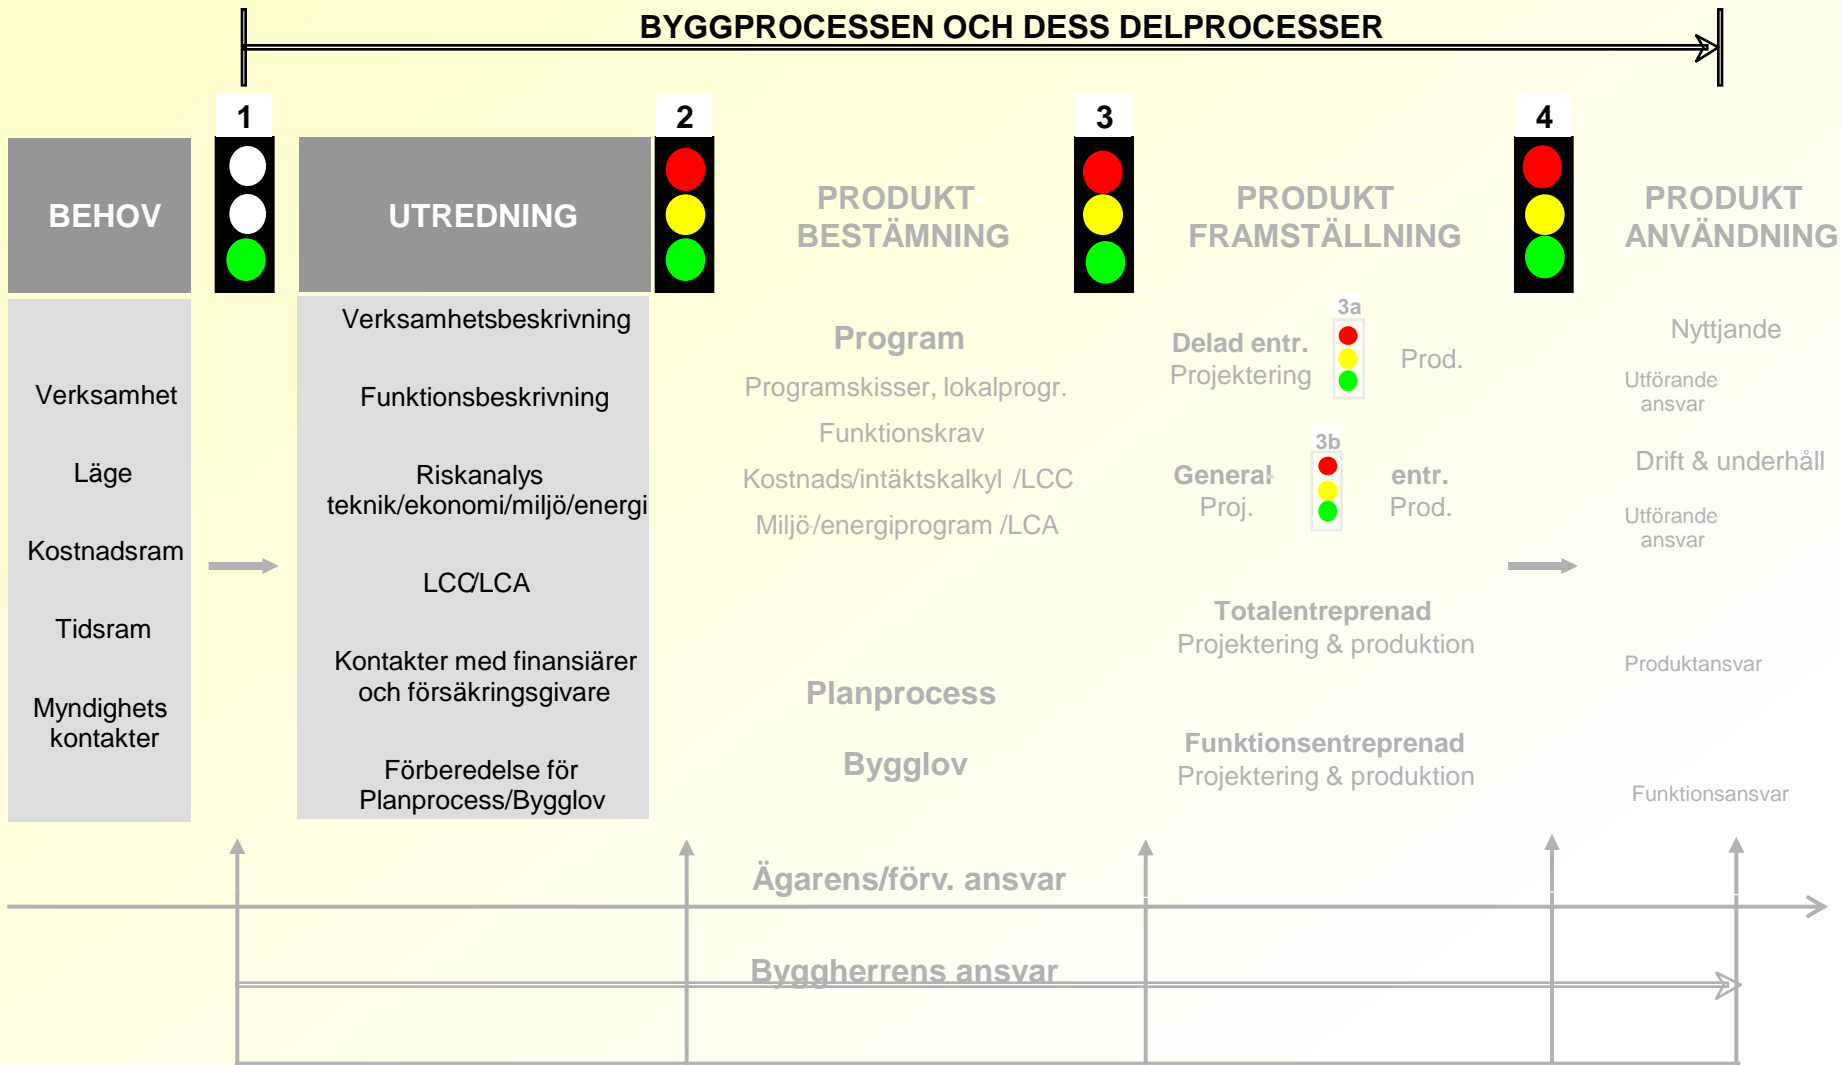 BYGGPROCESSEN OCH DESS DELPROCESSER
1
2
3
4
BEHOV
UTREDNING
PRODUKT-
BESTÄMNING
PRODUKT -
FRAMSTÄLLNING
PRODUKT -
ANVÄNDNING
Verksamhet
Läge
Kostnadsram
Tidsram
Myndighets
kontakter
Verksamhetsbeskrivning
Funktionsbeskrivning
Riskanalys
teknik/ekonomi/miljö/energi
LCC/LCA
Kontakter med finansiärer
och försäkringsgivare
Förberedelse för
Planprocess/Bygglov
Program
Programskisser, lokalprogr.
Funktionskrav
Kostnads/intäktskalkyl /LCC
Miljö-/energiprogram /LCA
Planprocess
Bygglov
3a
Delad entr.
Projektering
Prod.
3b
General-
Proj.
entr.
Prod.
Totalentreprenad
Projektering & produktion
Funktionsentreprenad
Projektering & produktion
Nyttjande
Utförande
ansvar
Drift & underhåll
Utförande
ansvar
Produktansvar
Funktionsansvar
Ägarens/förv. ansvar
Byggherrens ansvar